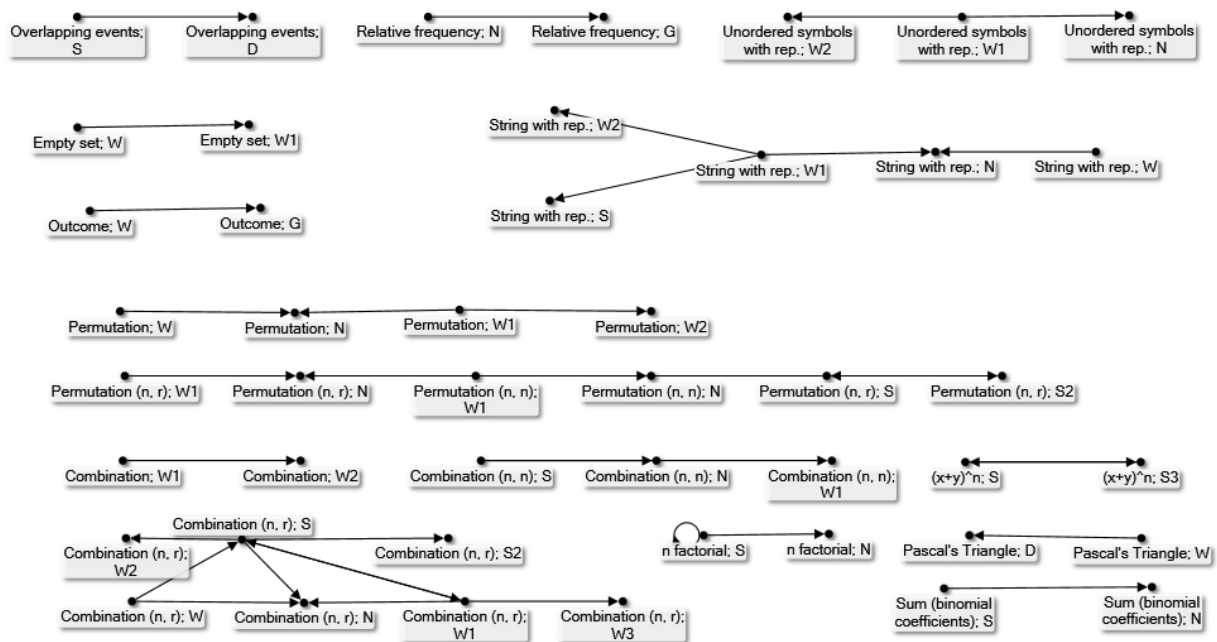 Overlapping events;
S
Overlapping events;
D
Relative frequency; N
Relative frequency; G
Unordered symbols
with rep.; W2
Unordered symbols
with rep.; W1
Unordered symbols
with rep.; N
Empty set; W
Empty set; W1
String with rep.; W2
String with rep.; W1
String with rep.; N
String with rep.; W
String with rep.; S
Outcome; W
Outcome; G
Permutation; W
Permutation; N
Permutation; W1
Permutation; W2
Permutation (n, r); W1
Permutation (n, r); N
Permutation (n, n);
W1
Permutation (n, n); N
Permutation (n, r); S
Permutation (n, r); S2
Combination; W1
Combination; W2
Combination (n, n); S
Combination (n, n); N
Combination (n, n);
W1
(x+y)^n; S
(x+y)^n; S3
Combination (n, r); S
Combination (n, r);
W2
Combination (n, r); S2
n factorial; S
n factorial; N
Pascal's Triangle; D
Pascal's Triangle; W
Combination (n, r); W
Combination (n, r); N
Combination (n, r);
W1
Combination (n, r);
W3
Sum (binomial
coefficients); S
Sum (binomial
coefficients); N